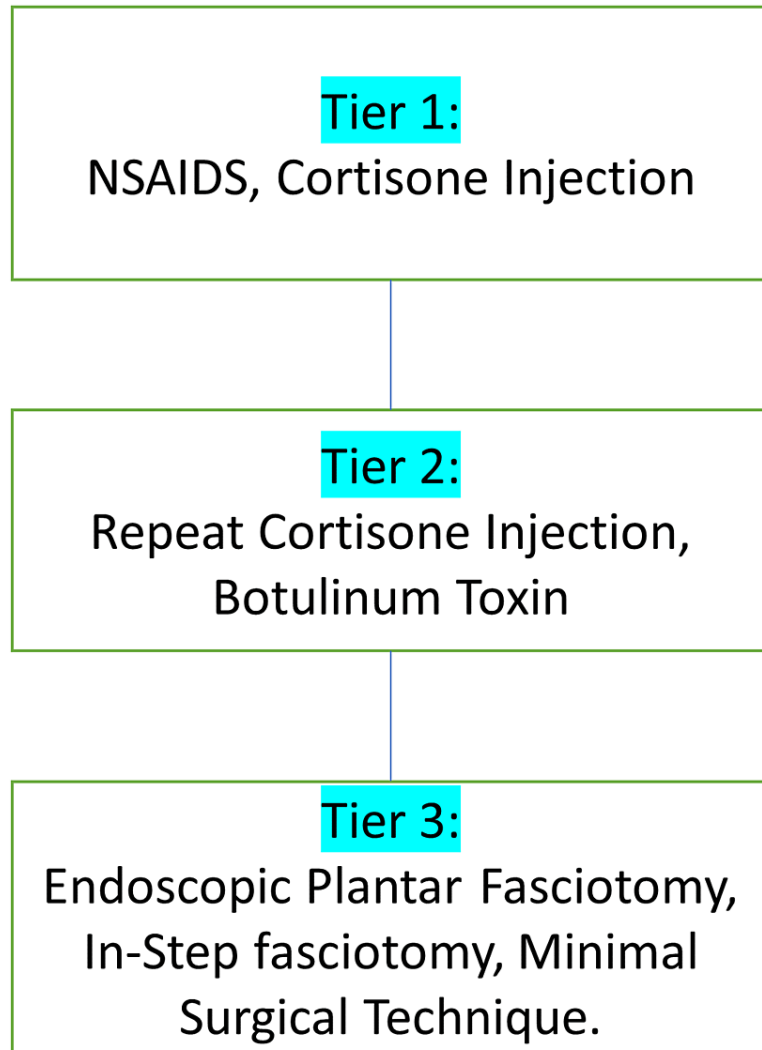 Tier 1:
NSAIDS, Cortisone Injection
Tier 2:
Repeat Cortisone Injection,
Botulinum Toxin
Tier 3:
Endoscopic Plantar Fasciotomy,
In-Step fasciotomy, Minimal
Surgical Technique.